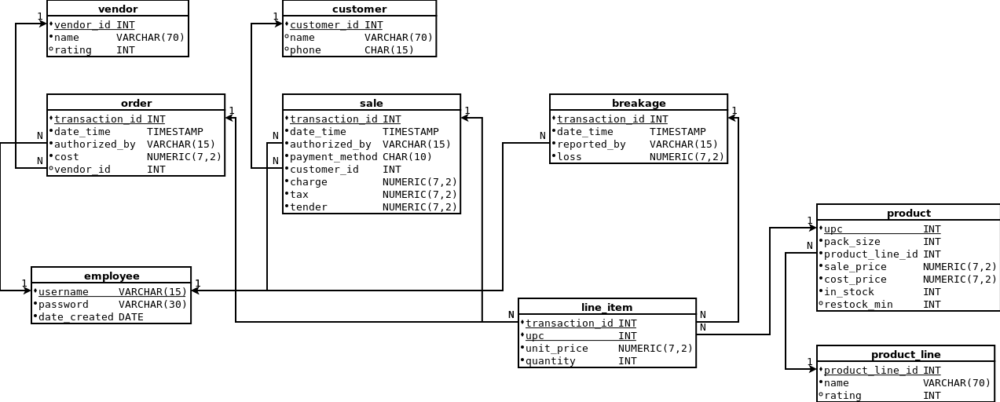 vendor
vendor_id INT
name VARCHAR(70)
rating INT
customer
customer_id INT
name VARCHAR(70)
phone CHAR(15)
order
transaction_id INT
date_time TIMESTAMP
authorized_by VARCHAR(15)
cost NUMERIC(7,2)
vendor_id INT
sale
transaction_id INT
date_time TIMESTAMP
authorized_by VARCHAR(15)
payment_method CHAR(10)
customer_id INT
charge NUMERIC(7,2)
tax NUMERIC(7,2)
tender NUMERIC(7,2)
breakage
transaction_id INT
date_time TIMESTAMP
reported_by VARCHAR(15)
loss NUMERIC(7,2)
product
upc INT
pack_size INT
product_line_id INT
sale_price NUMERIC(7,2)
cost_price NUMERIC(7,2)
in_stock INT
restock_min INT
employee
username VARCHAR(15)
password VARCHAR(30)
date_created DATE
line_item
transaction_id INT
upc INT
unit_price NUMERIC(7,2)
quantity INT
product_line
product_line_id INT
name VARCHAR(70)
rating INT
1
1
1
1
1
N
N
N
N
N
1
N
1
1
N
N
N
1